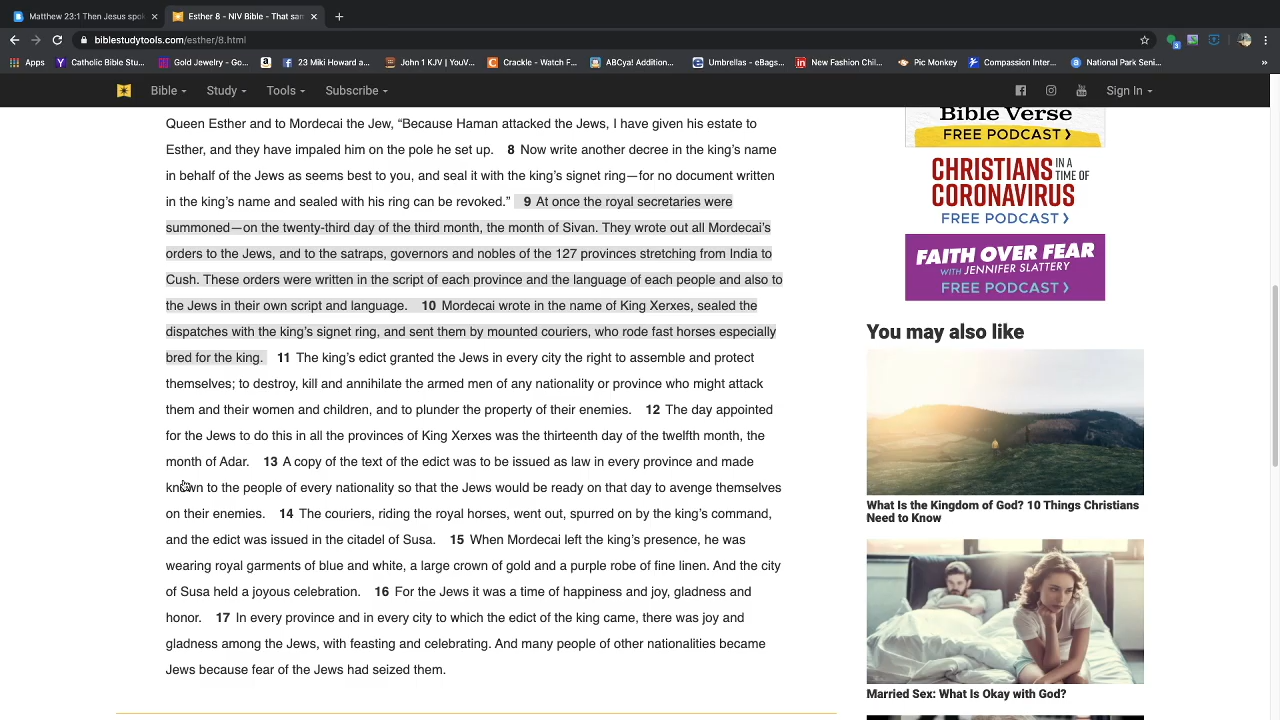 Matthew 23:1 Then Jesus spok
Esther 8 - NIV Bible - That sam
biblestudytools.com/esther/8.html
3
Apps
Catholic Bible Stu...
Gold Jewelry - Go...
23 Miki Howard a...
John 1 KJV | YouV...
Crackle - Watch F...
ABCya! Addition...
Umbrellas - eBags...
New Fashion Chil...
Pic Monkey
Compassion Inter...
National Park Seni...
»
Bible
Study
Tools
Subscribe
Sign In
Queen Esther and to Mordecai the Jew, “Because Haman attacked the Jews, I have given his estate to
Esther, and they have impaled him on the pole he set up. 8 Now write another decree in the king’s name
in behalf of the Jews as seems best to you, and seal it with the king’s signet ring—for no document written
in the king’s name and sealed with his ring can be revoked.” 9 At once the royal secretaries were
summoned—on the twenty-third day of the third month, the month of Sivan. They wrote out all Mordecai’s
orders to the Jews, and to the satraps, governors and nobles of the 127 provinces stretching from India to
Cush. These orders were written in the script of each province and the language of each people and also to
the Jews in their own script and language. 10 Mordecai wrote in the name of King Xerxes, sealed the
dispatches with the king’s signet ring, and sent them by mounted couriers, who rode fast horses especially
bred for the king. 11 The king’s edict granted the Jews in every city the right to assemble and protect
themselves; to destroy, kill and annihilate the armed men of any nationality or province who might attack
them and their women and children, and to plunder the property of their enemies. 12 The day appointed
for the Jews to do this in all the provinces of King Xerxes was the thirteenth day of the twelfth month, the
month of Adar. 13 A copy of the text of the edict was to be issued as law in every province and made
known to the people of every nationality so that the Jews would be ready on that day to avenge themselves
on their enemies. 14 The couriers, riding the royal horses, went out, spurred on by the king’s command,
and the edict was issued in the citadel of Susa. 15 When Mordecai left the king’s presence, he was
wearing royal garments of blue and white, a large crown of gold and a purple robe of fine linen. And the city
of Susa held a joyous celebration. 16 For the Jews it was a time of happiness and joy, gladness and
honor. 17 In every province and in every city to which the edict of the king came, there was joy and
gladness among the Jews, with feasting and celebrating. And many people of other nationalities became
Jews because fear of the Jews had seized them.
Bible Verse
FREE PODCAST ❯
CHRISTIANS IN A
TIME OF
CORONAVIRUS
FREE PODCAST ❯
FAITH OVER FEAR
WITH JENNIFER SLATTERY
FREE PODCAST ❯
You may also like
What Is the Kingdom of God? 10 Things Christians
Need to Know
Married Sex: What Is Okay with God?